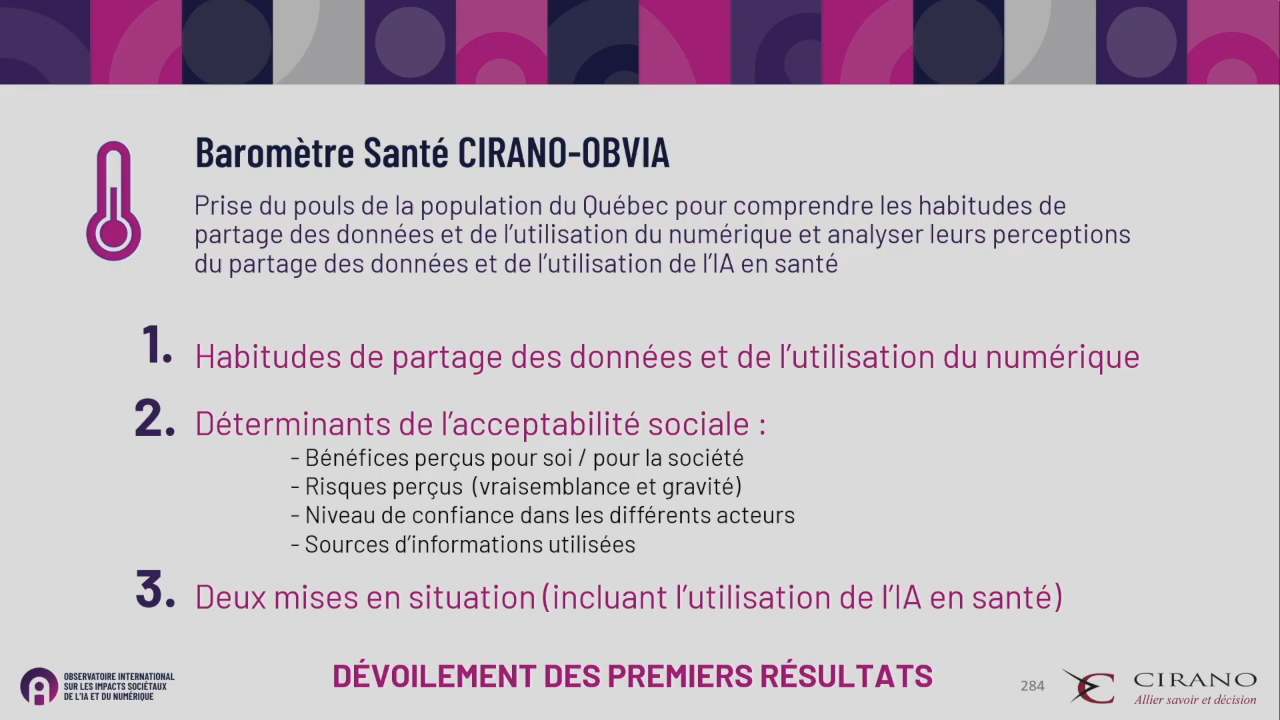 Baromètre Santé CIRANO-OBVIA
Prise du pouls de la population du Québec pour comprendre les habitudes de
partage des données et de l'utilisation du numérique et analyser leurs perceptions
du partage des données et de l'utilisation de l'IA en santé
1. Habitudes de partage des données et de l'utilisation du numérique
2. Déterminants de l'acceptabilité sociale :
- Bénéfices perçus pour soi / pour la société
- Risques perçus (vraisemblance et gravité)
- Niveau de confiance dans les différents acteurs
- Sources d'informations utilisées
3. Deux mises en situation (incluant l'utilisation de l'IA en santé)
DÉVOILEMENT DES PREMIERS RÉSULTATS
OBSERVATOIRE INTERNATIONAL
SUR LES IMPACTS SOCIÉTAUX
DE L'IA ET DU NUMÉRIQUE
284
CIRANO
Allier savoir et décision